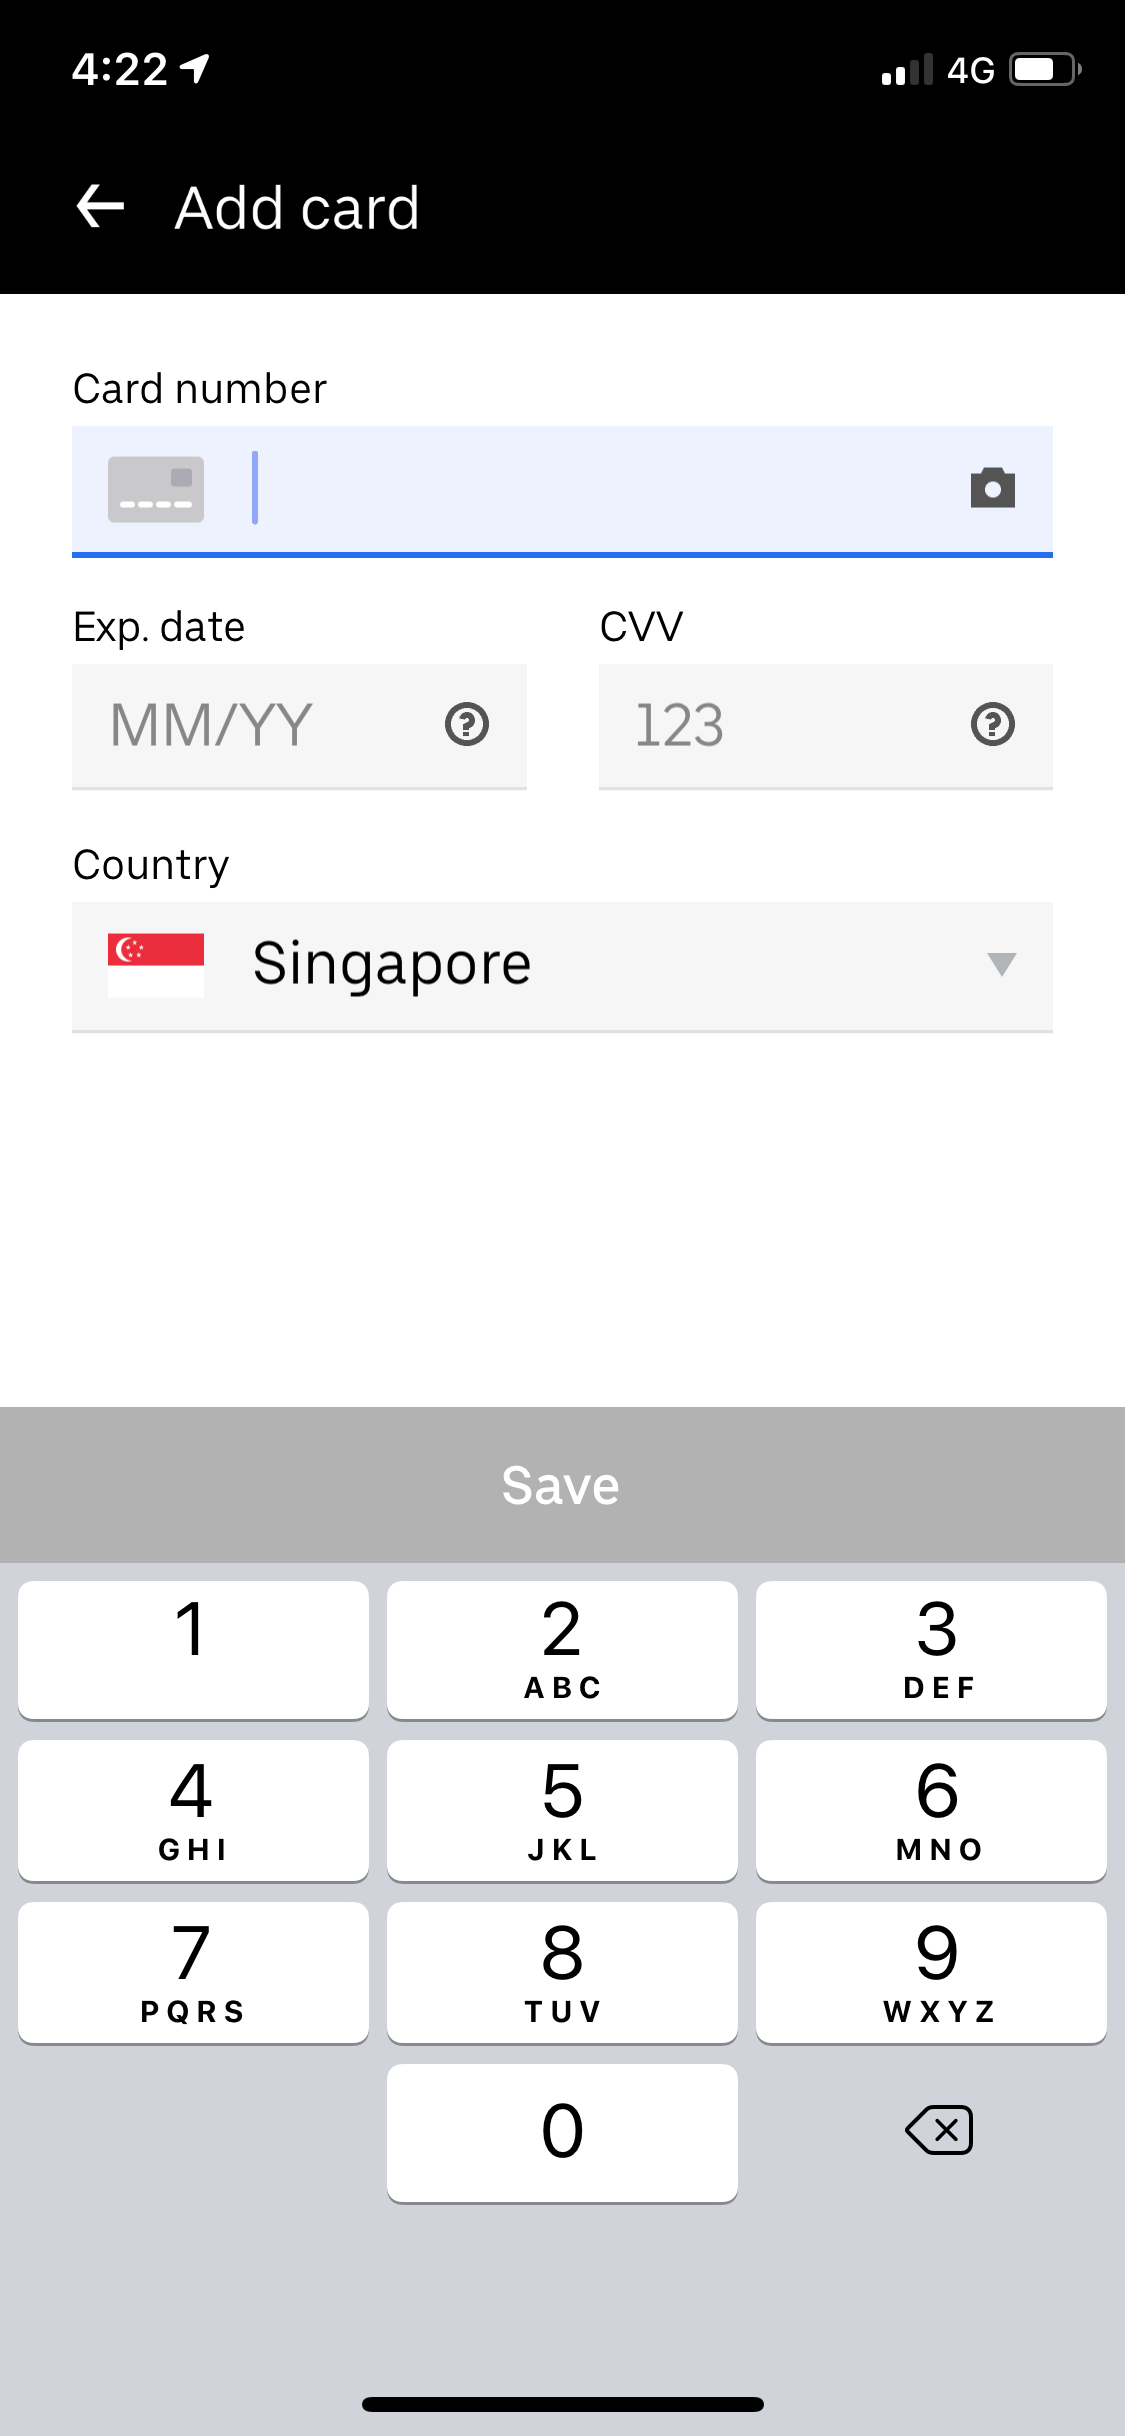 4:22
4G
Add card
Card number
Exp. date
CVV
MM/YY
123
Country
Singapore
Save
1
2
3
ABC
DEF
4
5
6
GHI
JKL
MNO
7
8
9
PQRS
TUV
WXYZ
0